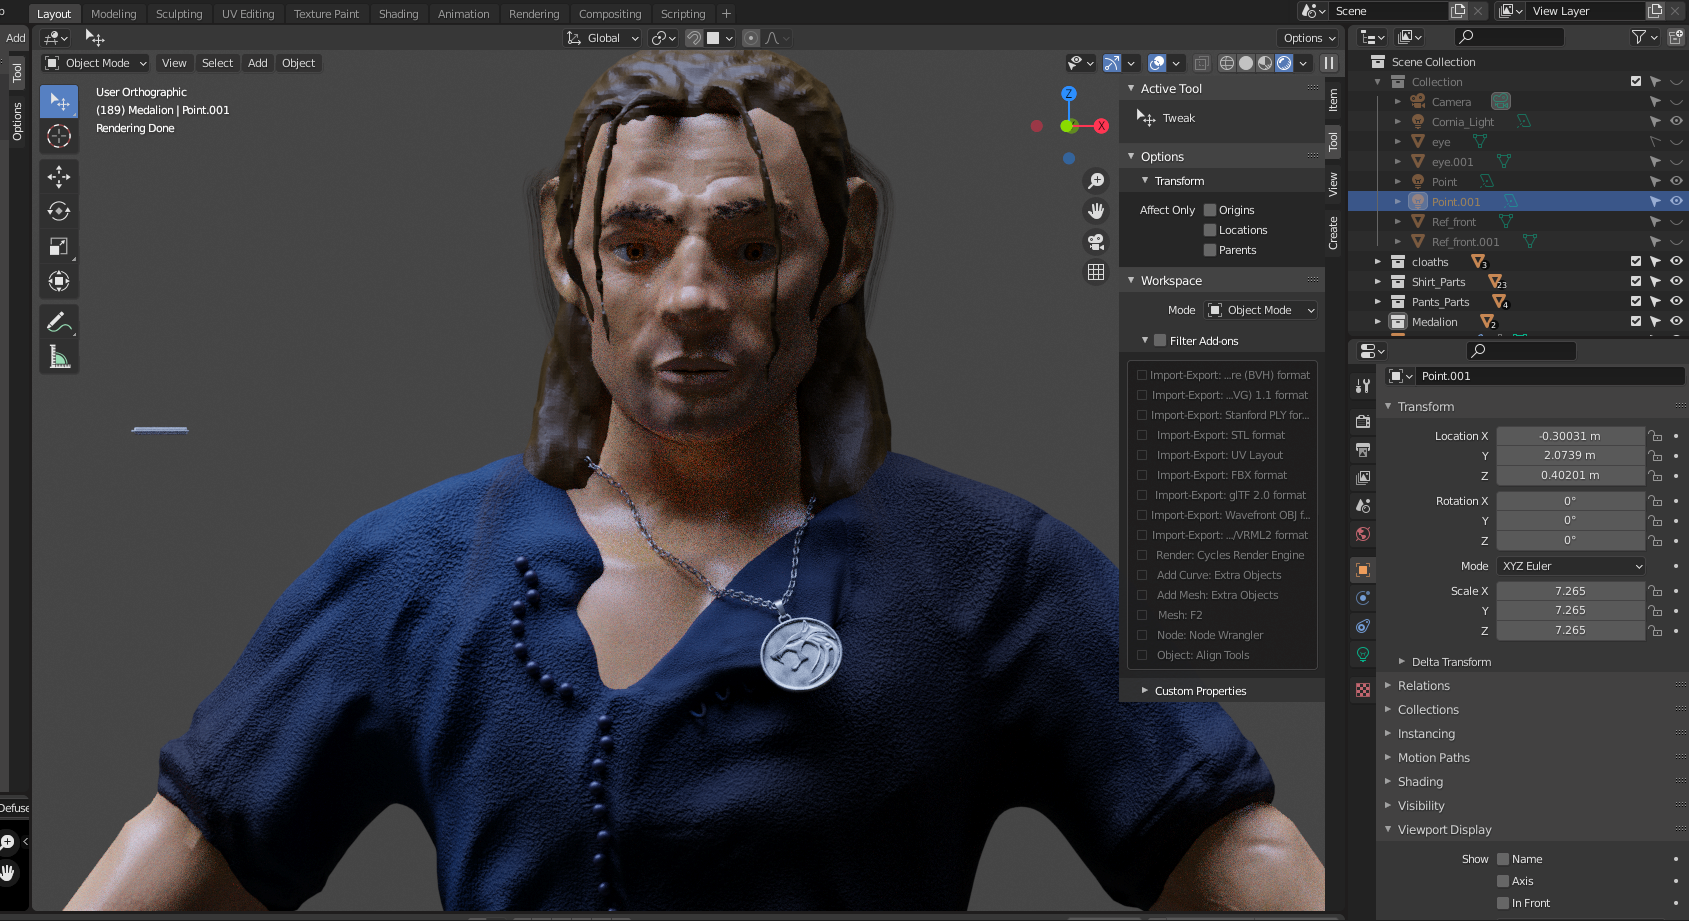 Layout Modeling Sculpting UV Editing Texture Paint Shading Animation Rendering Compositing Scripting +
Scene
View Layer
Add
Global
Options
Object Mode View Select Add Object
Tool
Options
User Orthographic
(189) Medalion | Point.001
Rendering Done
Z
X
Active Tool
Tweak
Options
Transform
Affect Only Origins
Locations
Parents
Workspace
Mode Object Mode
Filter Add-ons
Import-Export: ...re (BVH) format
Import-Export: ...VG) 1.1 format
Import-Export: Stanford PLY for...
Import-Export: STL format
Import-Export: UV Layout
Import-Export: FBX format
Import-Export: glTF 2.0 format
Import-Export: Wavefront OBJ f...
Import-Export: .../VRML2 format
Render: Cycles Render Engine
Add Curve: Extra Objects
Add Mesh: Extra Objects
Mesh: F2
Node: Node Wrangler
Object: Align Tools
Custom Properties
Item
Tool
View
Create
Defuse
Scene Collection
Collection
Camera
Cornia_Light
eye
eye.001
Point
Point.001
Ref_front
Ref_front.001
cloaths 3
Shirt_Parts 23
Pants_Parts 4
Medalion 2
Point.001
Transform
Location X -0.30031 m
Y 2.0739 m
Z 0.40201 m
Rotation X 0°
Y 0°
Z 0°
Mode XYZ Euler
Scale X 7.265
Y 7.265
Z 7.265
Delta Transform
Relations
Collections
Instancing
Motion Paths
Shading
Visibility
Viewport Display
Show Name
Axis
In Front